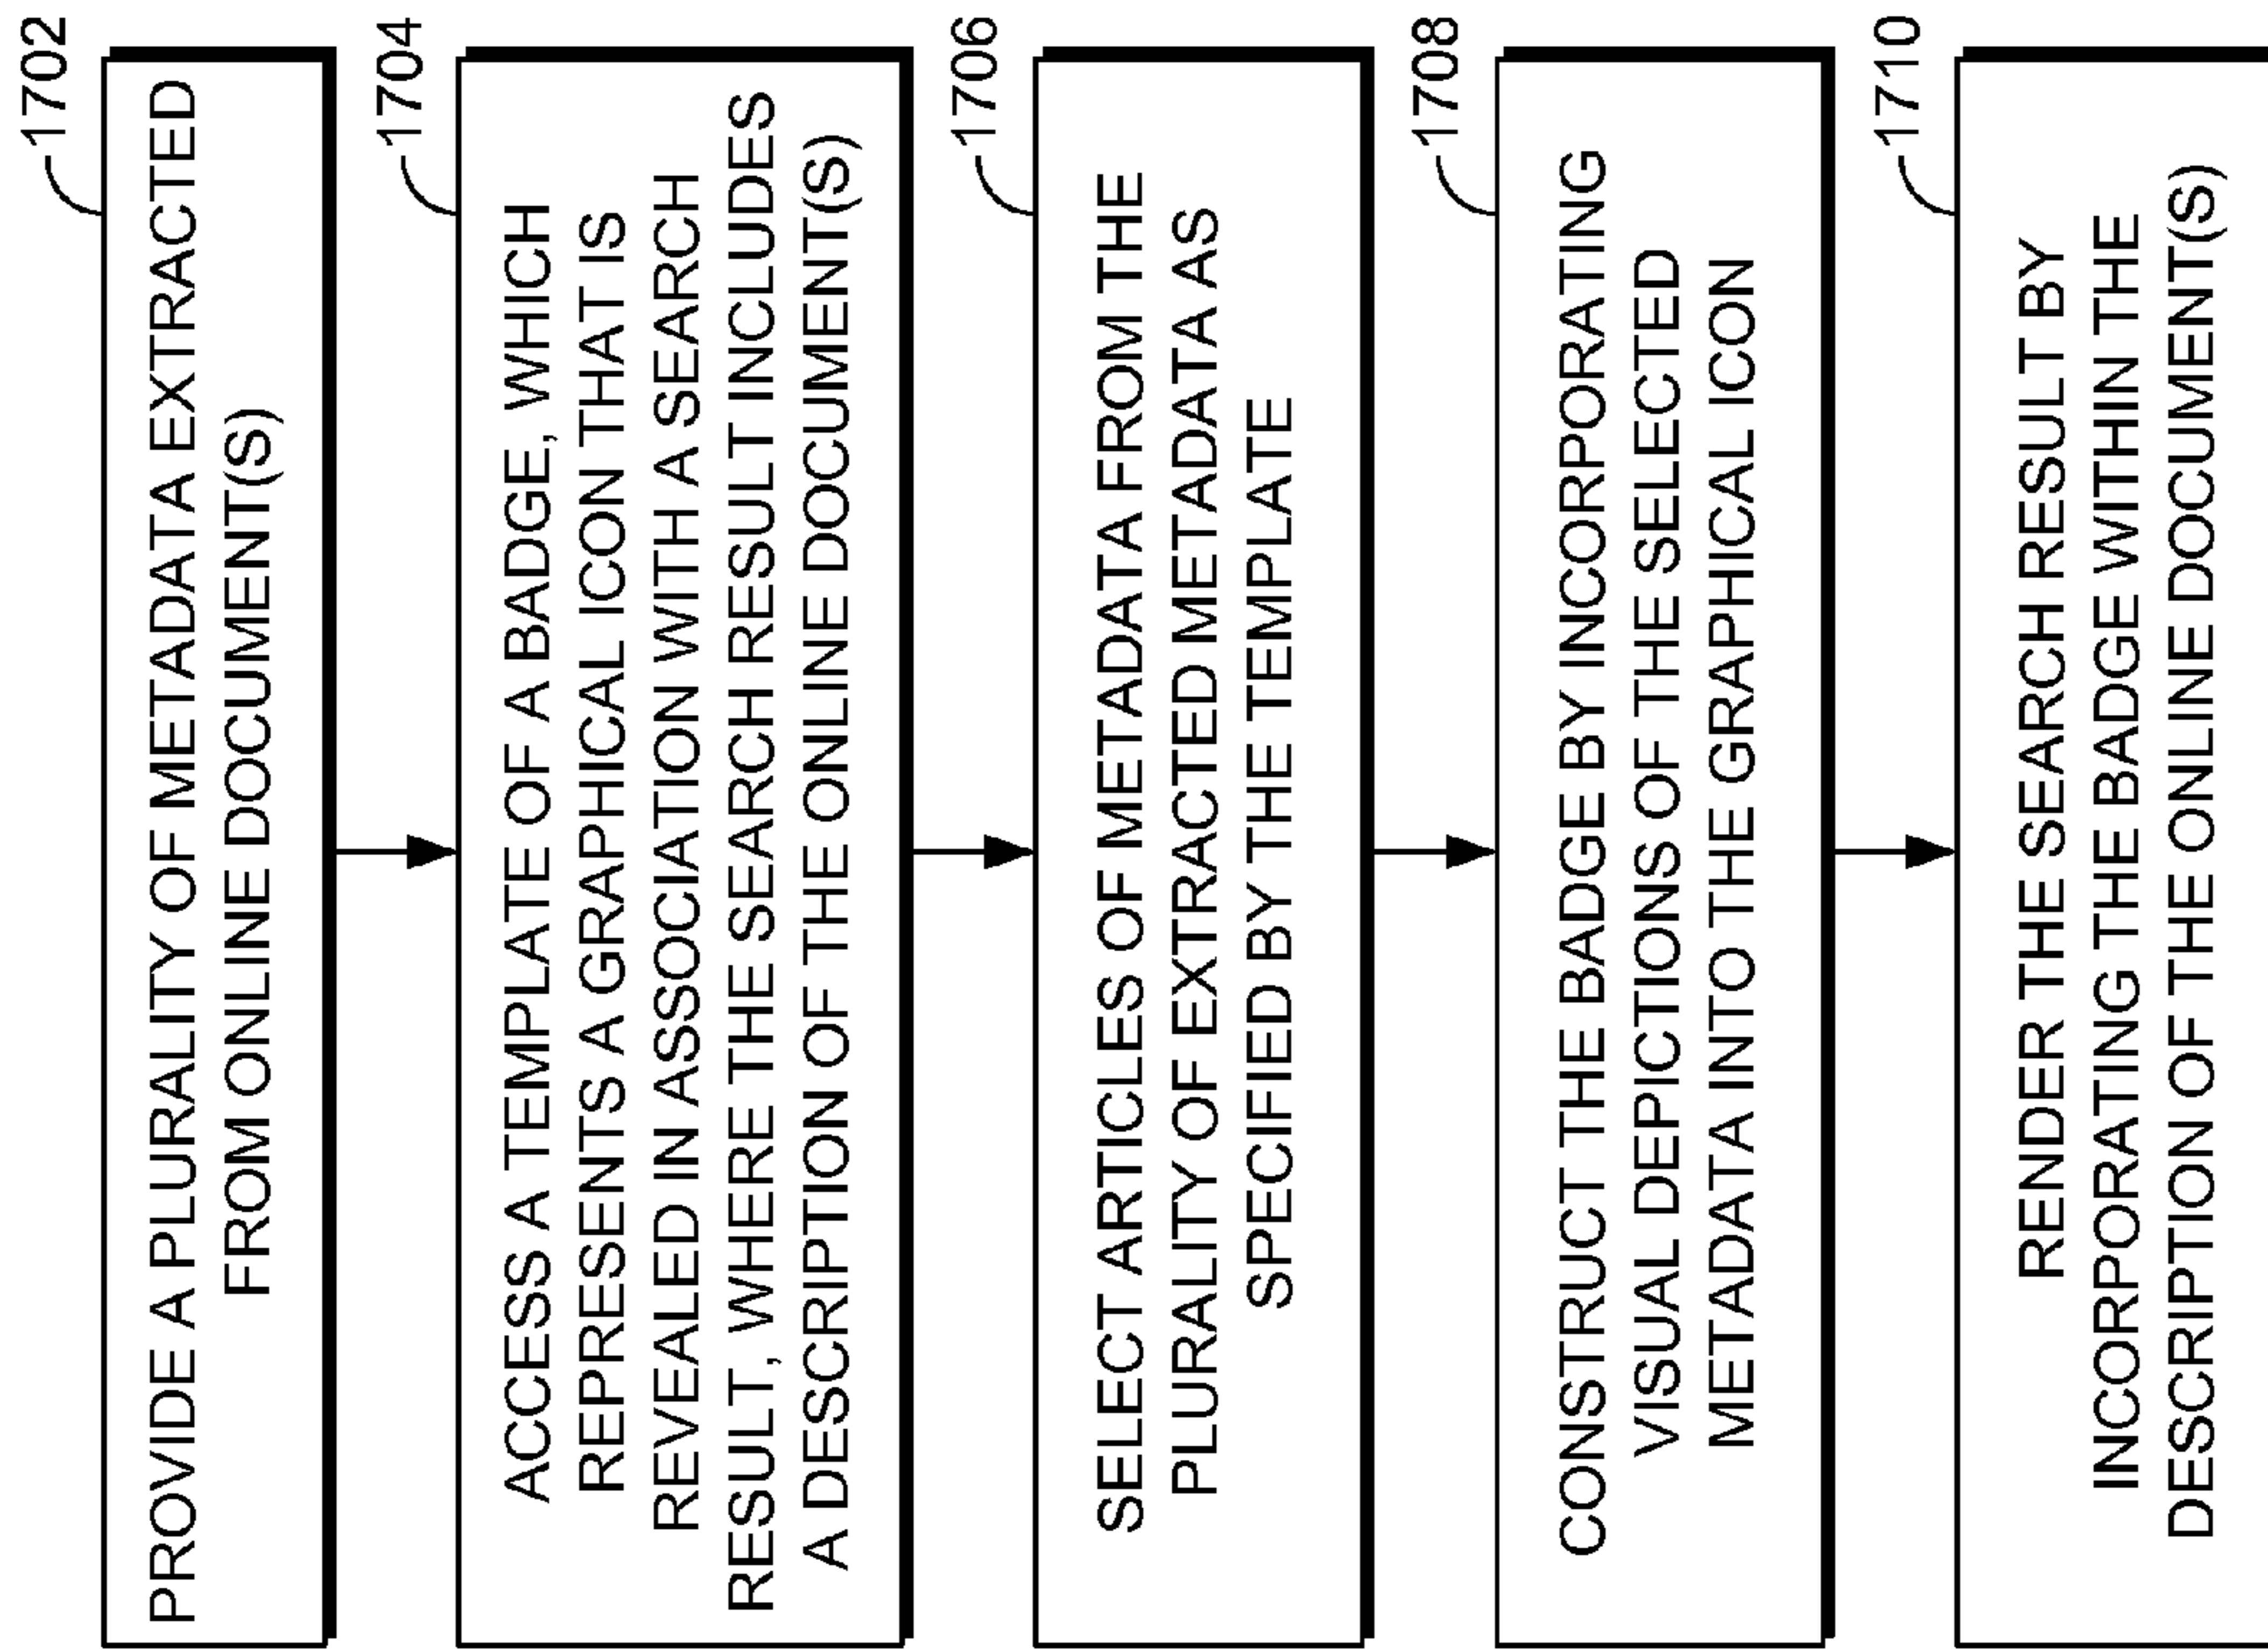 1702
PROVIDE A PLURALITY OF METADATA EXTRACTED
FROM ONLINE DOCUMENT(S)
1704
ACCESS A TEMPLATE OF A BADGE, WHICH
REPRESENTS A GRAPHICAL ICON THAT IS
REVEALED IN ASSOCIATION WITH A SEARCH
RESULT, WHERE THE SEARCH RESULT INCLUDES
A DESCRIPTION OF THE ONLINE DOCUMENT(S)
1706
SELECT ARTICLES OF METADATA FROM THE
PLURALITY OF EXTRACTED METADATA AS
SPECIFIED BY THE TEMPLATE
1708
CONSTRUCT THE BADGE BY INCORPORATING
VISUAL DEPICTIONS OF THE SELECTED
METADATA INTO THE GRAPHICAL ICON
1710
RENDER THE SEARCH RESULT BY
INCORPORATING THE BADGE WITHIN THE
DESCRIPTION OF THE ONLINE DOCUMENT(S)